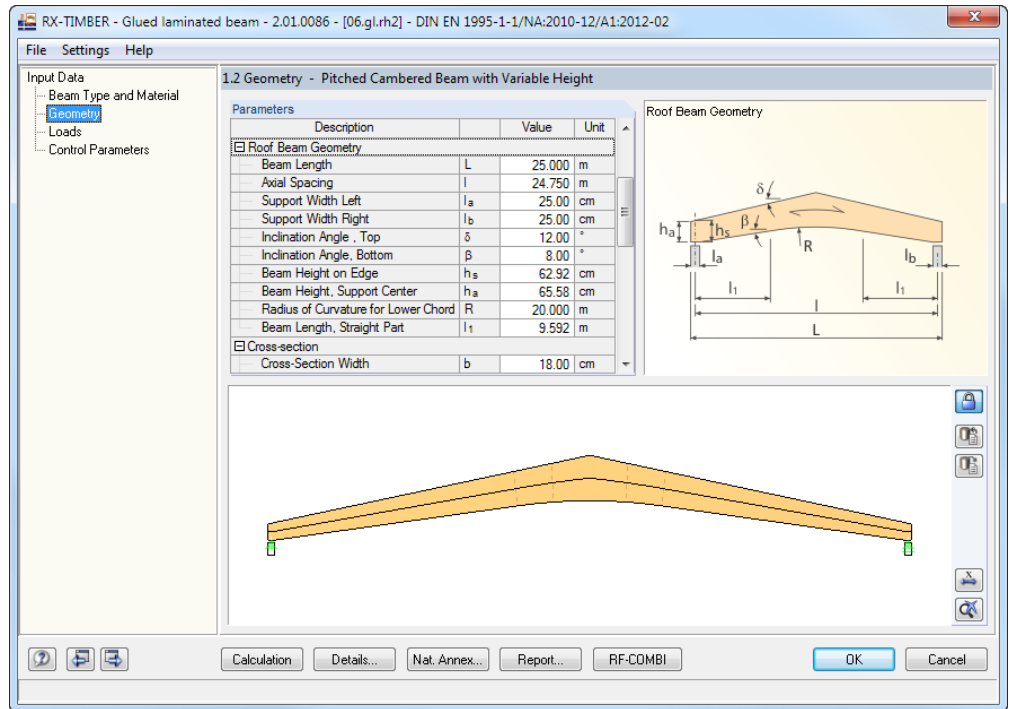 RX-TIMBER - Glued laminated beam - 2.01.0086 - [06.gl.rh2] - DIN EN 1995-1-1/NA:2010-12/A1:2012-02
File Settings Help
Input Data
Beam Type and Material
Geometry
Loads
Control Parameters
1.2 Geometry - Pitched Cambered Beam with Variable Height
Parameters
Description Value Unit
Roof Beam Geometry
Beam Length L 25.000 m
Axial Spacing l 24.750 m
Support Width Left la 25.00 cm
Support Width Right lb 25.00 cm
Inclination Angle , Top δ 12.00 °
Inclination Angle, Bottom β 8.00 °
Beam Height on Edge hs 62.92 cm
Beam Height, Support Center ha 65.58 cm
Radius of Curvature for Lower Chord R 20.000 m
Beam Length, Straight Part l1 9.592 m
Cross-section
Cross-Section Width b 18.00 cm
Roof Beam Geometry
δ
ha hs β R
la lb
l1 l1
l
L
x
Calculation Details... Nat. Annex... Report... RF-COMBI OK Cancel